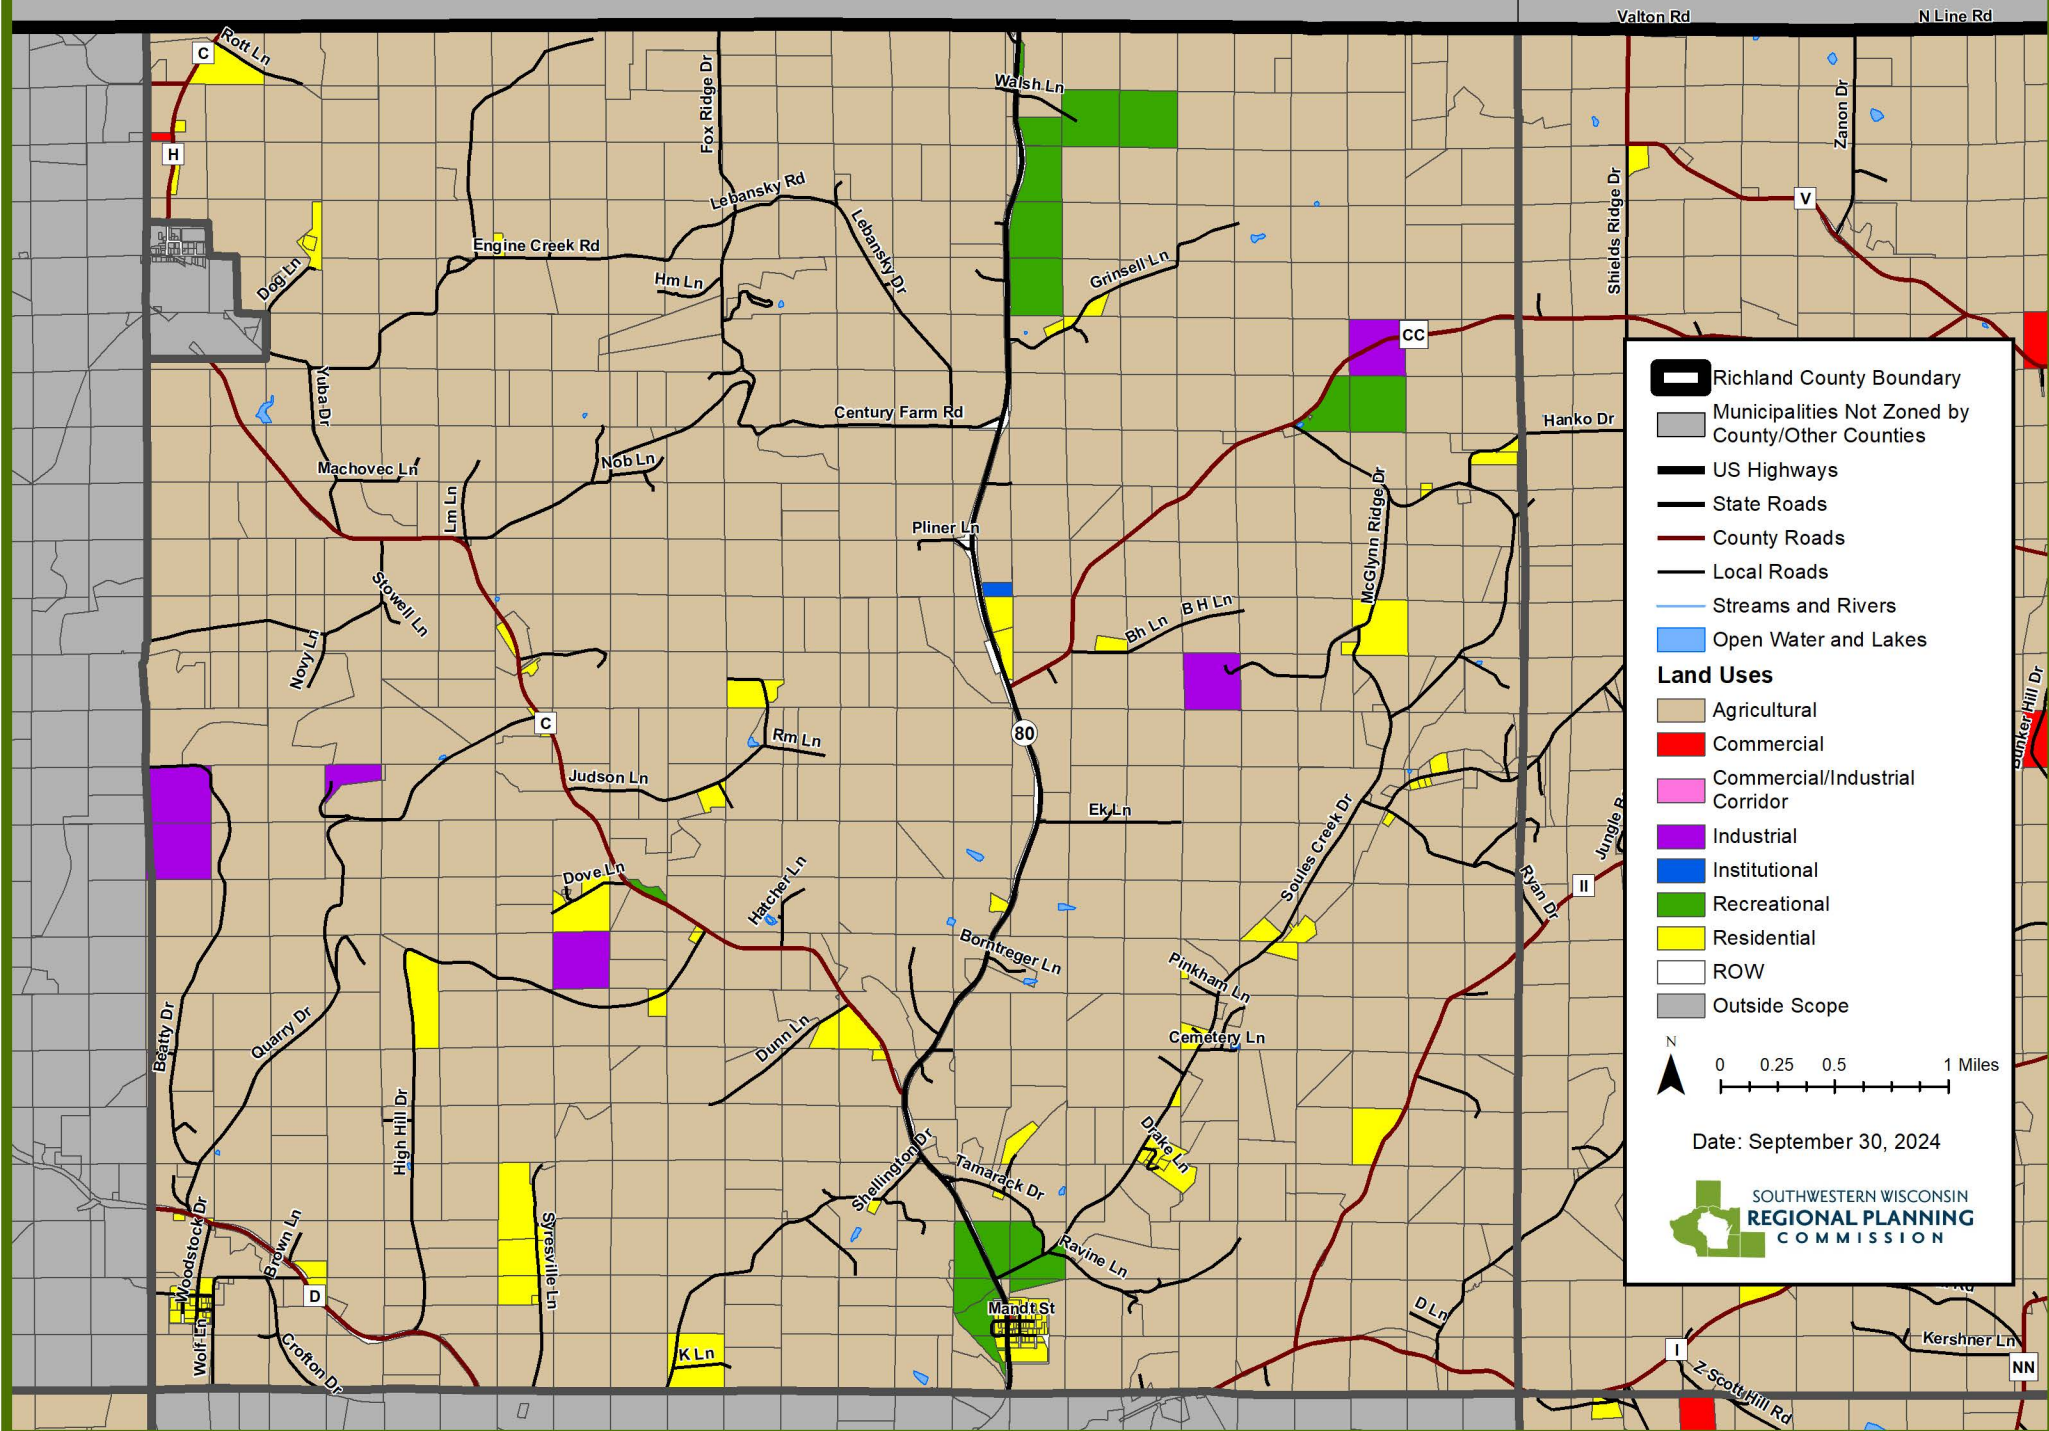 Valton Rd
N Line Rd
C
Rott Ln
H
Fox Ridge Dr
Walsh Ln
Zanon Dr
Shields Ridge Dr
V
Lebansky Rd
Lebansky Dr
Engine Creek Rd
Dog Ln
Hm Ln
Grinsell Ln
CC
Yuba Dr
Century Farm Rd
Hanko Dr
Machovec Ln
Nob Ln
Lm Ln
Pliner Ln
McGlynn Ridge Dr
Stowell Ln
Novy Ln
Bh Ln
B H Ln
C
80
Rm Ln
Judson Ln
Ek Ln
Bunker Hill Dr
Dove Ln
Hatcher Ln
Soules Creek Dr
Ryan Dr
II
Borntreger Ln
Pinkham Ln
Cemetery Ln
Beatty Dr
Quarry Dr
Dunn Ln
High Hill Dr
Shellington Dr
Tamarack Dr
Drake Ln
Woodstock Dr
Brown Ln
Syresville Ln
Ravine Ln
D
Mandt St
D Ln
Wolf Ln
Crofton Dr
K Ln
I
Z Scott Hill Rd
Kershner Ln
NN
Richland County Boundary
Municipalities Not Zoned by
County/Other Counties
US Highways
State Roads
County Roads
Local Roads
Streams and Rivers
Open Water and Lakes
Land Uses
Agricultural
Commercial
Commercial/Industrial
Corridor
Industrial
Institutional
Recreational
Residential
ROW
Outside Scope
N
0 0.25 0.5 1 Miles
Date: September 30, 2024
SOUTHWESTERN WISCONSIN
REGIONAL PLANNING
COMMISSION